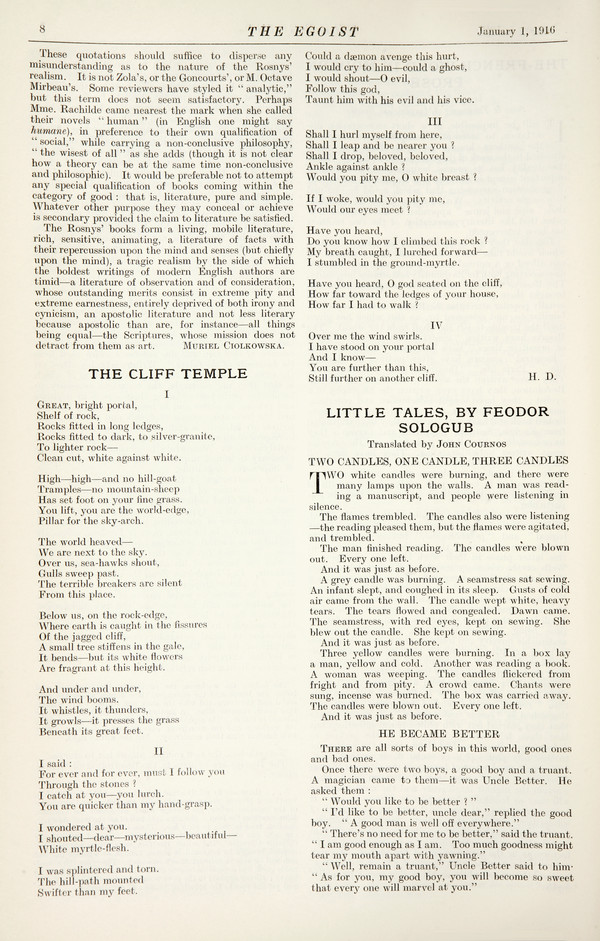 8
THE EGOIST
January 1, 1916
These quotations should suffice to disperse any
misunderstanding as to the nature of the Rosnys'
realism. It is not Zola's, or the Goncourts', or M. Octave
Mirbeau's. Some reviewers have styled it " analytic,"
but this term does not seem satisfactory. Perhaps
Mme. Rachilde came nearest the mark when she called
their novels " human " (in English one might say
humane), in preference to their own qualification of
" social," while carrying a non-conclusive philosophy,
" the wisest of all " as she adds (though it is not clear
how a theory can be at the same time non-conclusive
and philosophic). It would be preferable not to attempt
any special qualification of books coming within the
category of good : that is, literature, pure and simple.
Whatever other purpose they may conceal or achieve
is secondary provided the claim to literature be satisfied.
The Rosnys' books form a living, mobile literature,
rich, sensitive, animating, a literature of facts with
their repercussion upon the mind and senses (but chiefly
upon the mind), a tragic realism by the side of which
the boldest writings of modern English authors are
timid—a literature of observation and of consideration,
whose outstanding merits consist in extreme pity and
extreme earnestness, entirely deprived of both irony and
cynicism, an apostolic literature and not less literary
because apostolic than are, for instance—all things
being equal—the Scriptures, whose mission does not
detract from them as art. MURIEL CIOLKOWSKA.
THE CLIFF TEMPLE
I
GREAT, bright portal,
Shelf of rock,
Rocks fitted in long ledges,
Rocks fitted to dark, to silver-granite,
To lighter rock—
Clean cut, white against white.
High—high—and no hill-goat
Tramples—no mountain-sheep
Has set foot on your fine grass.
You lift, you are the world-edge,
Pillar for the sky-arch.
The world heaved—
We are next to the sky.
Over us, sea-hawks shout,
Gulls sweep past.
The terrible breakers are silent
From this place.
Below us, on the rock-edge,
Where earth is caught in the fissures
Of the jagged cliff,
A small tree stiffens in the gale,
It bends—but its white flowers
Are fragrant at this height.
And under and under,
The wind booms.
It whistles, it thunders,
It growls—it presses the grass
Beneath its great feet.
II
I said :
For ever and for ever, must I follow you
Through the stones ?
I catch at you—you lurch.
You are quicker than my hand-grasp.
I wondered at you.
I shouted—dear—mysterious—beautiful—
White myrtle-flesh.
I was splintered and torn.
The hill-path mounted
Swifter than my feet.
Could a dæmon avenge this hurt,
I would cry to him—could a ghost,
I would shout—O evil,
Follow this god,
Taunt him with his evil and his vice.
III
Shall I hurl myself from here,
Shall I leap and be nearer you ?
Shall I drop, beloved, beloved,
Ankle against ankle ?
Would you pity me, O white breast ?
If I woke, would you pity me,
Would our eyes meet ?
Have you heard,
Do you know how I climbed this rock ?
My breath caught, I lurched forward—
I stumbled in the ground-myrtle.
Have you heard, O god seated on the cliff,
How far toward the ledges of your house,
How far I had to walk ?
IV
Over me the wind swirls.
I have stood on your portal
And I know—
You are further than this,
Still further on another cliff. H. D.
LITTLE TALES, BY FEODOR
SOLOGUB
Translated by JOHN COURNOS
TWO CANDLES, ONE CANDLE, THREE CANDLES
TWO white candles were burning, and there were
many lamps upon the walls. A man was read-
ing a manuscript, and people were listening in
silence.
The flames trembled. The candles also were listening
—the reading pleased them, but the flames were agitated,
and trembled.
The man finished reading. The candles were blown
out. Every one left.
And it was just as before.
A grey candle was burning. A seamstress sat sewing.
An infant slept, and coughed in its sleep. Gusts of cold
air came from the wall. The candle wept white, heavy
tears. The tears flowed and congealed. Dawn came.
The seamstress, with red eyes, kept on sewing. She
blew out the candle. She kept on sewing.
And it was just as before.
Three yellow candles were burning. In a box lay
a man, yellow and cold. Another was reading a book.
A woman was weeping. The candles flickered from
fright and from pity. A crowd came. Chants were
sung, incense was burned. The box was carried away.
The candles were blown out. Every one left.
And it was just as before.
HE BECAME BETTER
THERE are all sorts of boys in this world, good ones
and bad ones.
Once there were two boys, a good boy and a truant.
A magician came to them—it was Uncle Better. He
asked them :
" Would you like to be better ? "
" I'd like to be better, uncle dear," replied the good
boy. " A good man is well off everywhere."
" There's no need for me to be better," said the truant.
" I am good enough as I am. Too much goodness might
tear my mouth apart with yawning."
" Well, remain a truant," Uncle Better said to him·
" As for you, my good boy, you will become so sweet
that every one will marvel at you."